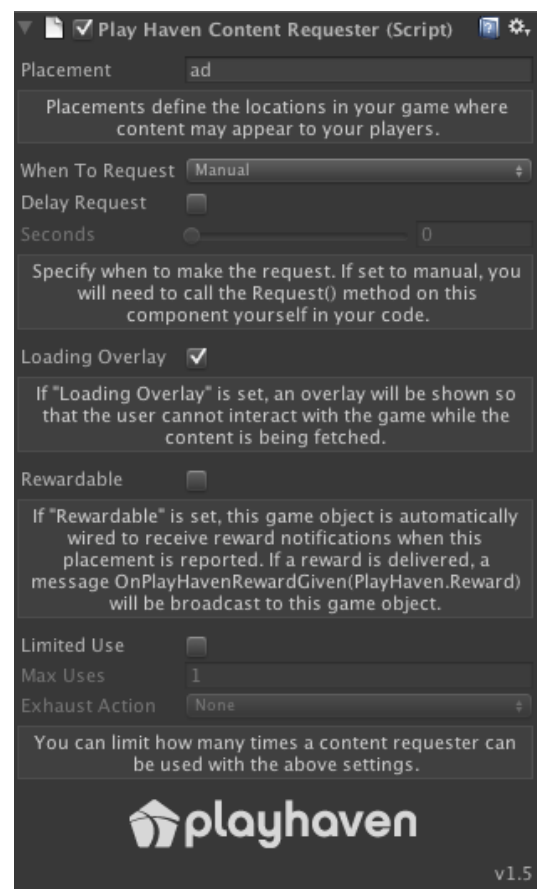 Play Haven Content Requester (Script)
Placement ad
Placements define the locations in your game where
content may appear to your players.
When To Request Manual
Delay Request
Seconds 0
Specify when to make the request. If set to manual, you
will need to call the Request() method on this
component yourself in your code.
Loading Overlay
If "Loading Overlay" is set, an overlay will be shown so
that the user cannot interact with the game while the
content is being fetched.
Rewardable
If "Rewardable" is set, this game object is automatically
wired to receive reward notifications when this
placement is reported. If a reward is delivered, a
message OnPlayHavenRewardGiven(PlayHaven.Reward)
will be broadcast to this game object.
Limited Use
Max Uses 1
Exhaust Action None
You can limit how many times a content requester can
be used with the above settings.
playhaven
v1.5